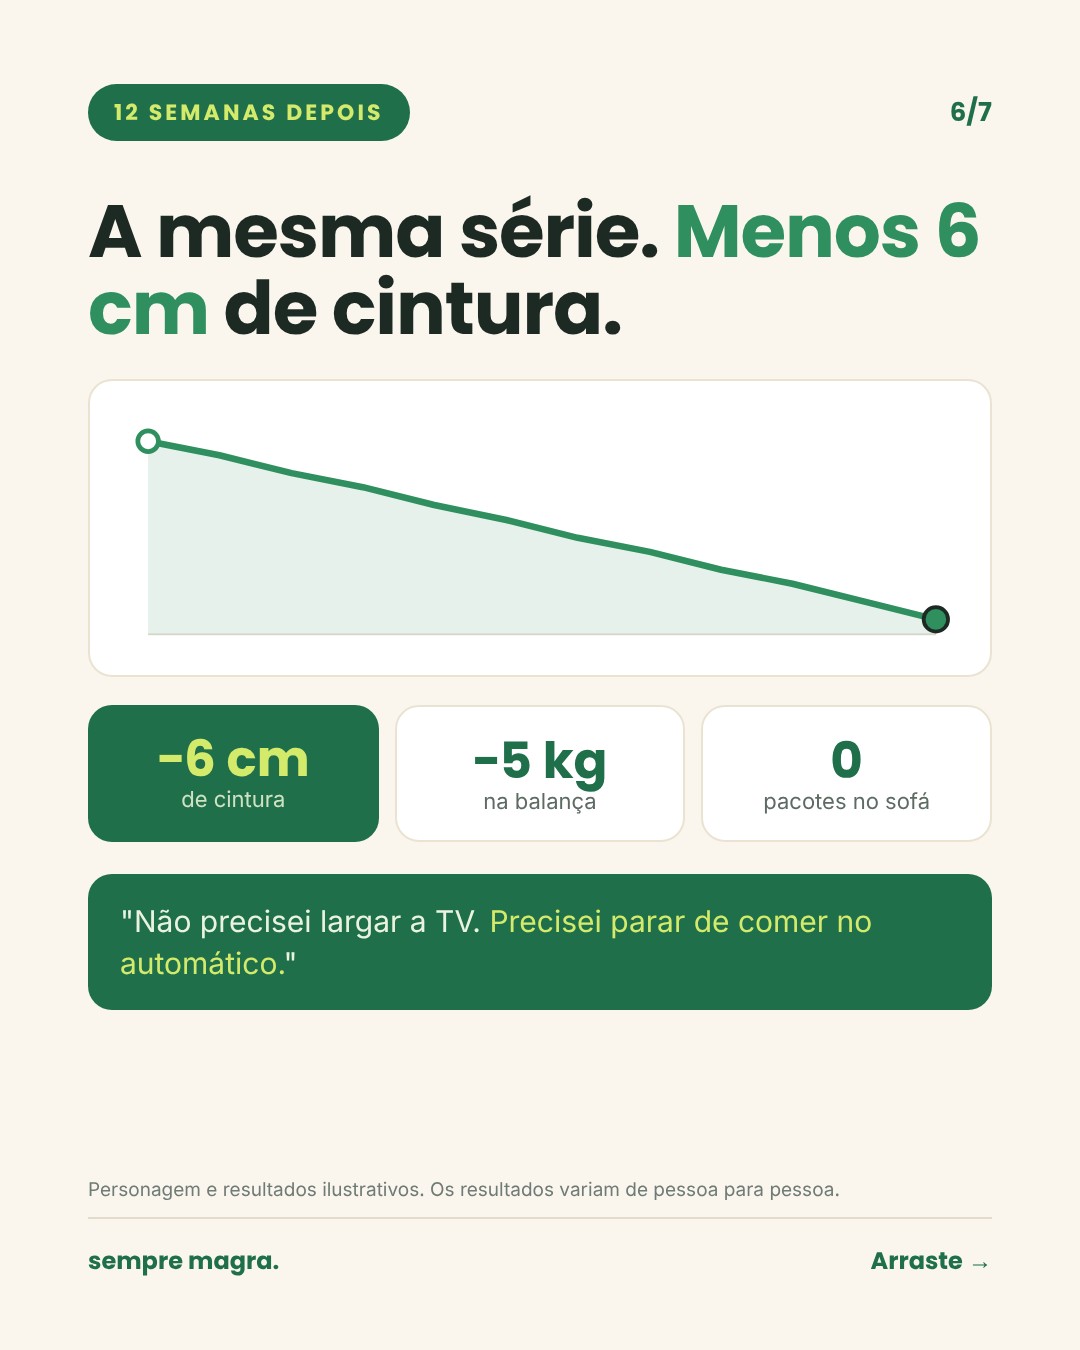 12 SEMANAS DEPOIS
6/7
A mesma série. Menos 6
cm de cintura.
−6 cm
de cintura
−5 kg
na balança
0
pacotes no sofá
"Não precisei largar a TV. Precisei parar de comer no
automático."
Personagem e resultados ilustrativos. Os resultados variam de pessoa para pessoa.
sempre magra.
Arraste →